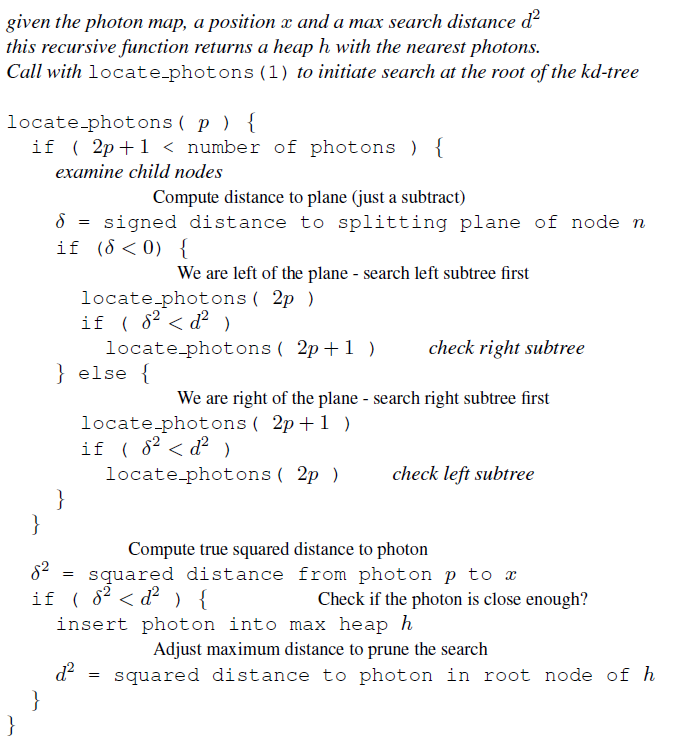 given the photon map, a position x and a max search distance d²
this recursive function returns a heap h with the nearest photons.
Call with locate_photons(1) to initiate search at the root of the kd-tree
locate_photons( p ) {
if ( 2p+1 < number of photons ) {
examine child nodes
Compute distance to plane (just a subtract)
δ = signed distance to splitting plane of node n
if (δ < 0) {
We are left of the plane - search left subtree first
locate_photons( 2p )
if ( δ² < d² )
locate_photons( 2p+1 ) check right subtree
} else {
We are right of the plane - search right subtree first
locate_photons( 2p+1 )
if ( δ² < d² )
locate_photons( 2p ) check left subtree
}
}
Compute true squared distance to photon
δ² = squared distance from photon p to x
if ( δ² < d² ) { Check if the photon is close enough?
insert photon into max heap h
Adjust maximum distance to prune the search
d² = squared distance to photon in root node of h
}
}